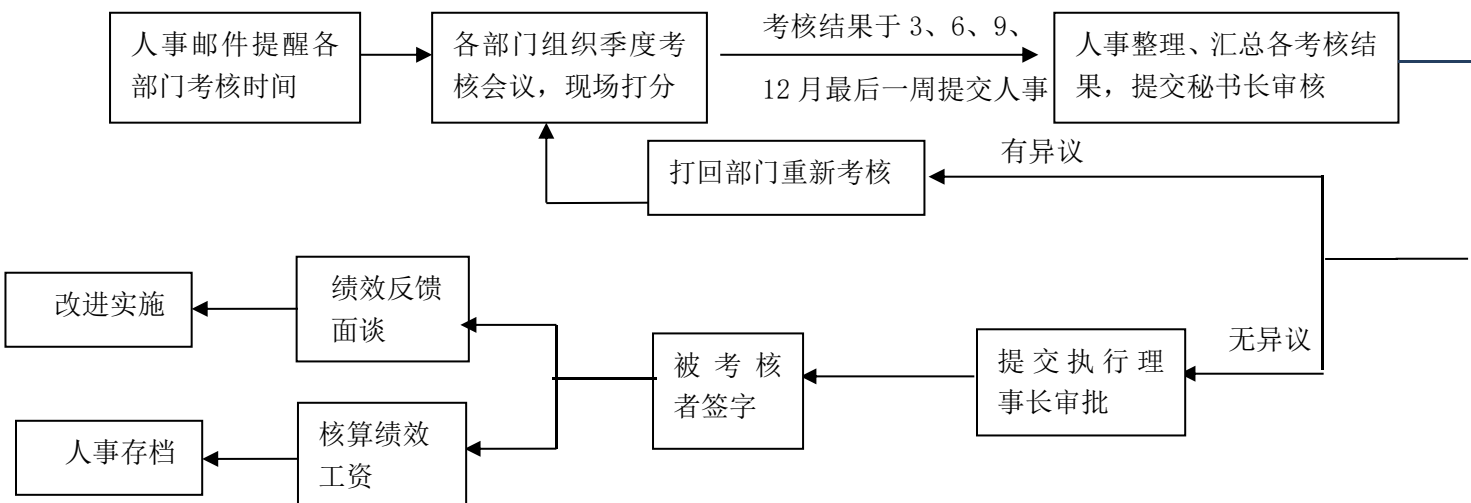 人事邮件提醒各
部门考核时间
各部门组织季度考
核会议，现场打分
考核结果于 3、6、9、
12 月最后一周提交人事
人事整理、汇总各考核结
果，提交秘书长审核
打回部门重新考核
有异议
无异议
提交执行理
事长审批
被考核
者签字
绩效反馈
面谈
改进实施
核算绩效
工资
人事存档